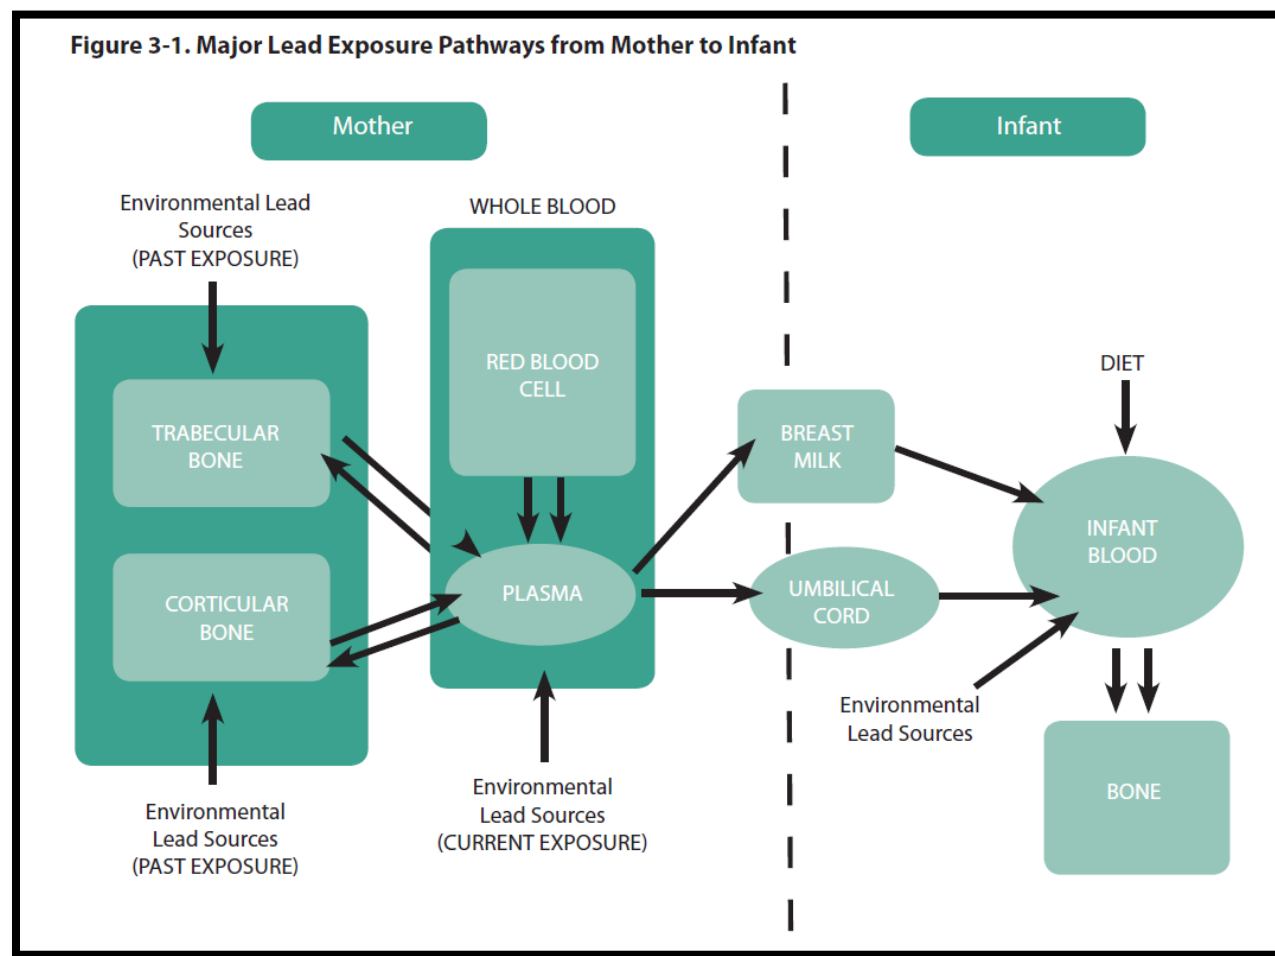 Figure 3-1. Major Lead Exposure Pathways from Mother to Infant
Mother
Infant
Environmental Lead
Sources
(PAST EXPOSURE)
WHOLE BLOOD
RED BLOOD
CELL
DIET
TRABECULAR
BONE
BREAST
MILK
INFANT
BLOOD
CORTICULAR
BONE
PLASMA
UMBILICAL
CORD
Environmental
Lead Sources
Environmental
Lead Sources
(PAST EXPOSURE)
Environmental
Lead Sources
(CURRENT EXPOSURE)
BONE